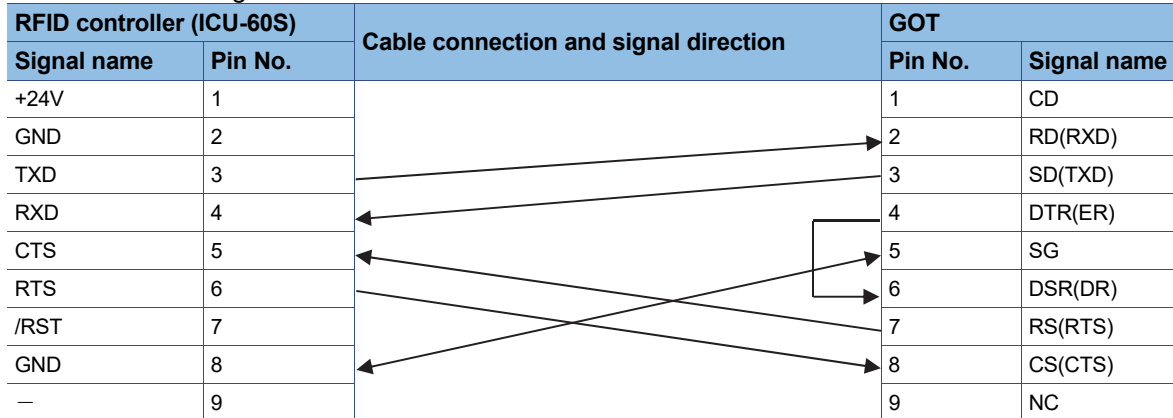 RFID controller (ICU-60S) Cable connection and signal direction GOT
Signal name Pin No. Pin No. Signal name
+24V 1 1 CD
GND 2 2 RD(RXD)
TXD 3 3 SD(TXD)
RXD 4 4 DTR(ER)
CTS 5 5 SG
RTS 6 6 DSR(DR)
/RST 7 7 RS(RTS)
GND 8 8 CS(CTS)
— 9 9 NC